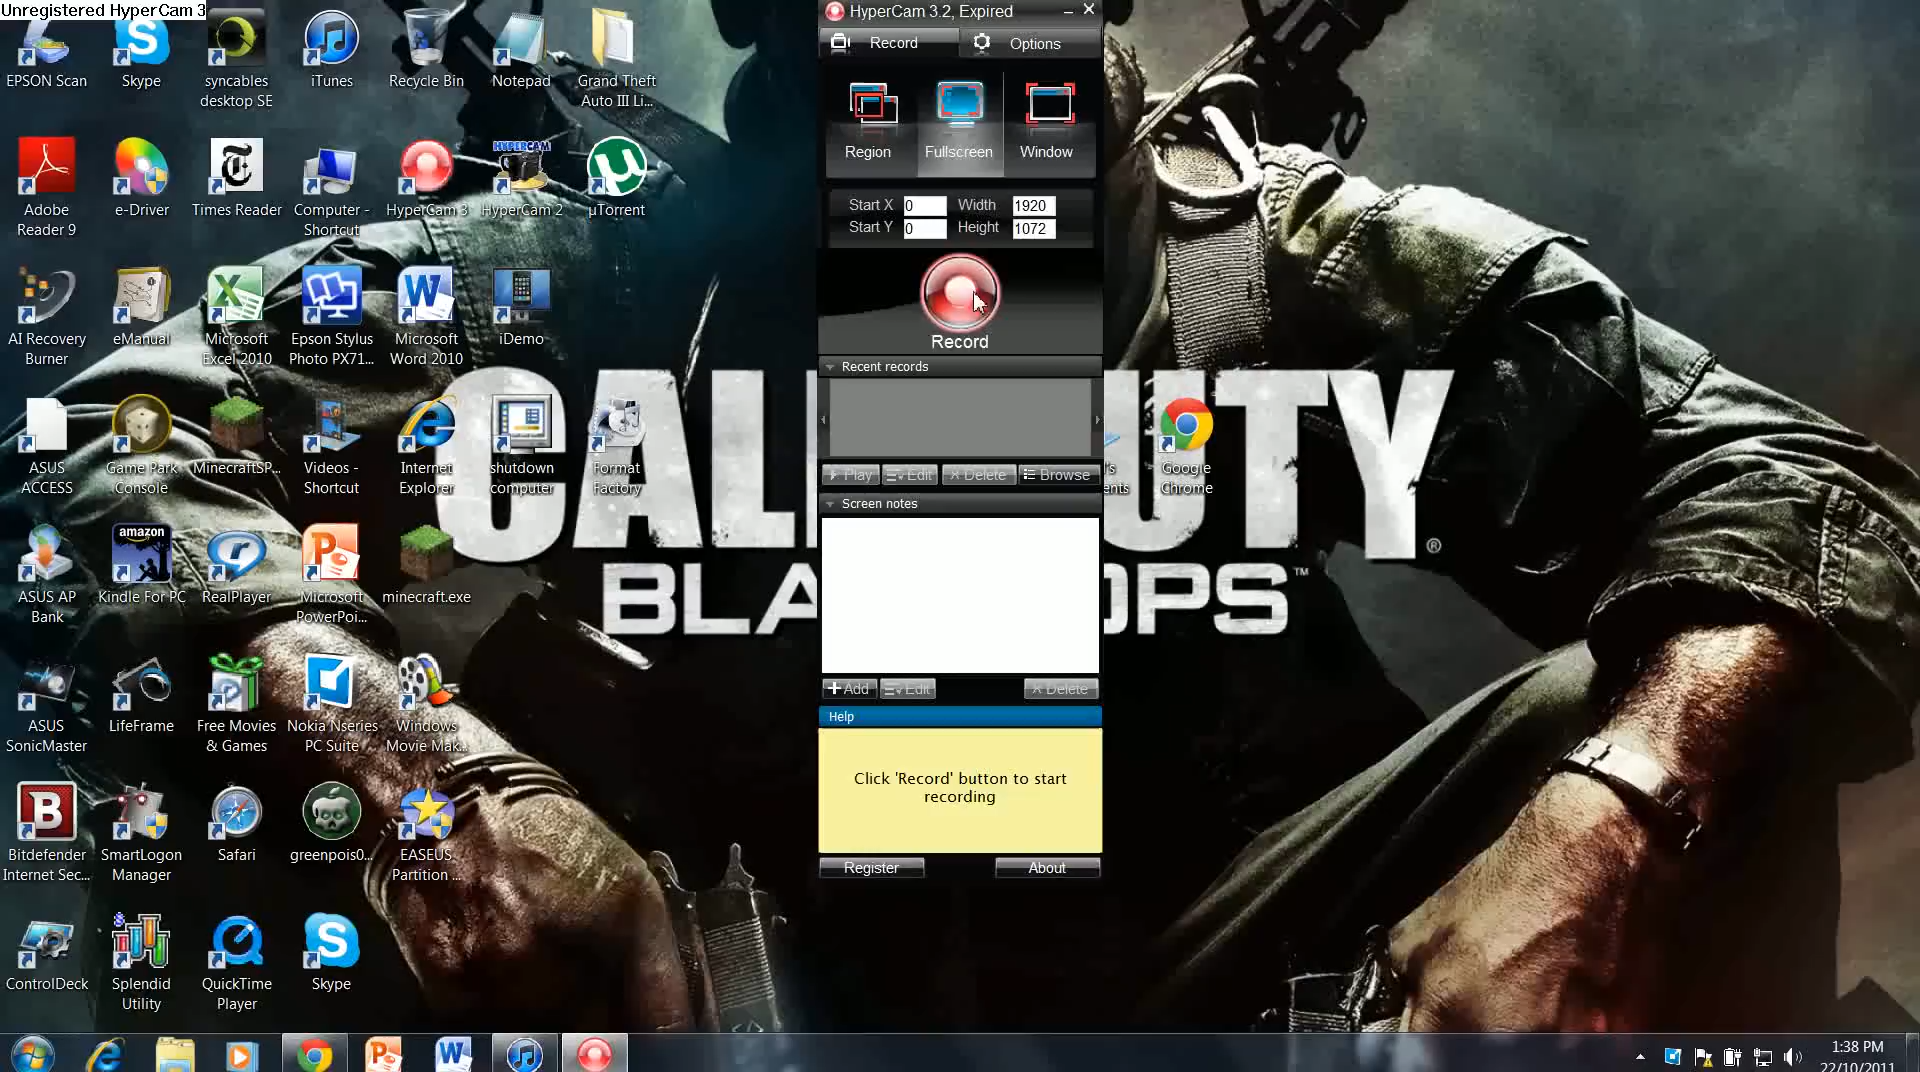 Unregistered HyperCam 3
EPSON Scan
Skype
syncables
desktop SE
iTunes
Recycle Bin
Notepad
Grand Theft
Auto III Li...
Adobe
Reader 9
e-Driver
Times Reader
Computer -
Shortcut
HyperCam 3
HYPERCAM
HyperCam 2
µTorrent
AI Recovery
Burner
eManual
Microsoft
Excel 2010
Epson Stylus
Photo PX71...
Microsoft
Word 2010
iDemo
ASUS
ACCESS
Game Park
Console
MinecraftSP...
Videos -
Shortcut
Internet
Explorer
shutdown
computer
Format
Factory
Google
Chrome
ASUS AP
Bank
amazon
Kindle For PC
RealPlayer
Microsoft
PowerPoi...
minecraft.exe
ASUS
SonicMaster
LifeFrame
Free Movies
& Games
Nokia Nseries
PC Suite
Windows
Movie Mak...
Bitdefender
Internet Sec...
SmartLogon
Manager
Safari
greenpois0...
EASEUS
Partition ...
ControlDeck
Splendid
Utility
QuickTime
Player
Skype
HyperCam 3.2, Expired
Record
Options
Region
Fullscreen
Window
Start X 0 Width 1920
Start Y 0 Height 1072
Record
Recent records
Play Edit Delete Browse
Screen notes
Add Edit Delete
Help
Click 'Record' button to start
recording
Register
About
CAL UTY®
BLA OPS™
1:38 PM
22/10/2011